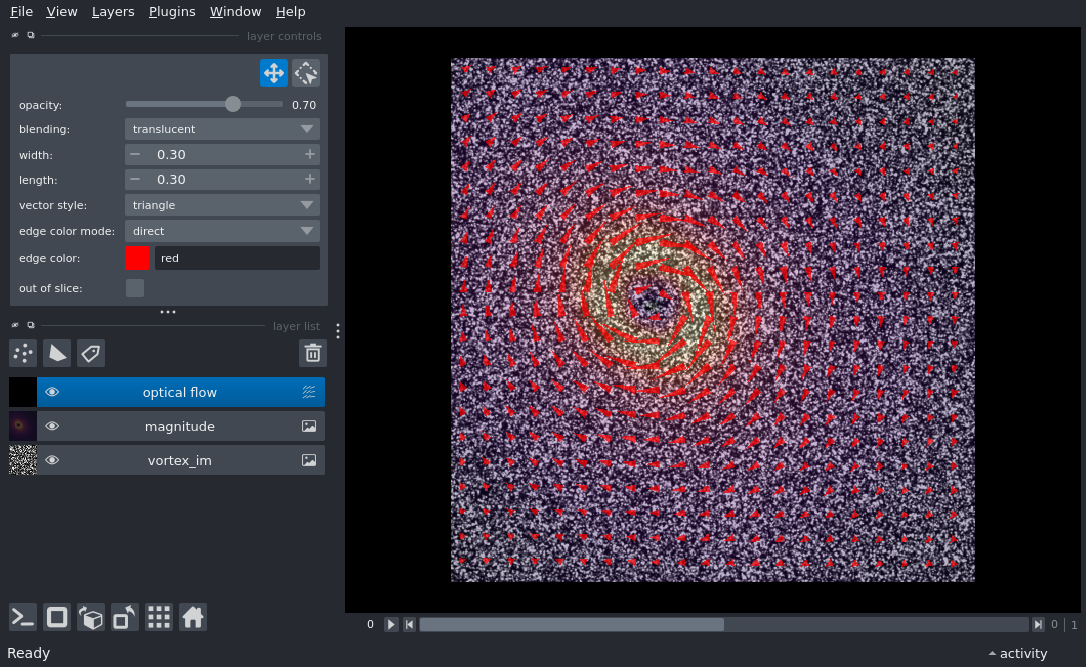 File View Layers Plugins Window Help
layer controls
opacity: 0.70
blending: translucent
width: 0.30
length: 0.30
vector style: triangle
edge color mode: direct
edge color: red
out of slice:
layer list
optical flow
magnitude
vortex_im
0 0 | 1
Ready activity